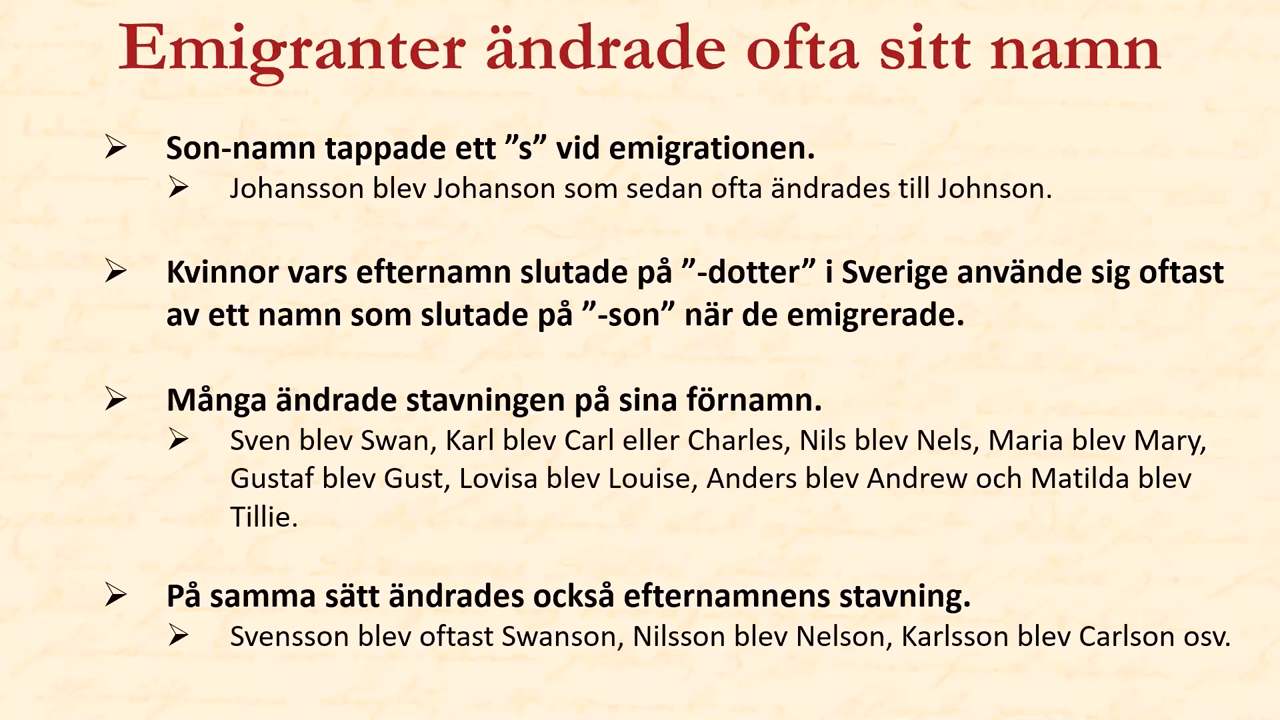 Emigranter ändrade ofta sitt namn
Son-namn tappade ett ”s” vid emigrationen.
Johansson blev Johanson som sedan ofta ändrades till Johnson.
Kvinnor vars efternamn slutade på ”-dotter” i Sverige använde sig oftast
av ett namn som slutade på ”-son” när de emigrerade.
Många ändrade stavningen på sina förnamn.
Sven blev Swan, Karl blev Carl eller Charles, Nils blev Nels, Maria blev Mary,
Gustaf blev Gust, Lovisa blev Louise, Anders blev Andrew och Matilda blev
Tillie.
På samma sätt ändrades också efternamnens stavning.
Svensson blev oftast Swanson, Nilsson blev Nelson, Karlsson blev Carlson osv.